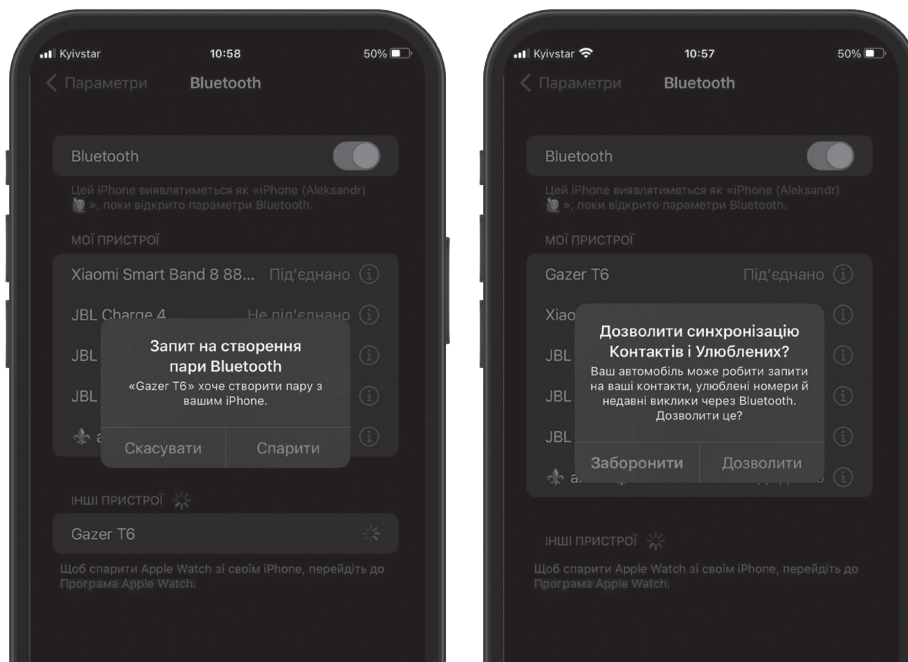 Kyivstar 10:58 50%
Параметри Bluetooth
Bluetooth
Цей iPhone виявлятиметься як «iPhone (Aleksandr)
», поки відкрито параметри Bluetooth.
МОЇ ПРИСТРОЇ
Xiaomi Smart Band 8 88... Під'єднано
JBL Charge 4 Не під'єднано
JBL
JBL
Запит на створення
пари Bluetooth
«Gazer T6» хоче створити пару з
вашим iPhone.
Скасувати Спарити
ІНШІ ПРИСТРОЇ
Gazer T6
Щоб спарити Apple Watch зі своїм iPhone, перейдіть до
Програма Apple Watch.
Kyivstar 10:57 50%
Параметри Bluetooth
Bluetooth
Цей iPhone виявлятиметься як «iPhone (Aleksandr)
», поки відкрито параметри Bluetooth.
МОЇ ПРИСТРОЇ
Gazer T6 Під'єднано
Xiao
JBL
JBL
JBL
Дозволити синхронізацію
Контактів і Улюблених?
Ваш автомобіль може робити запити
на ваші контакти, улюблені номери й
недавні виклики через Bluetooth.
Дозволити це?
Заборонити Дозволити
ІНШІ ПРИСТРОЇ
Щоб спарити Apple Watch зі своїм iPhone, перейдіть до
Програма Apple Watch.